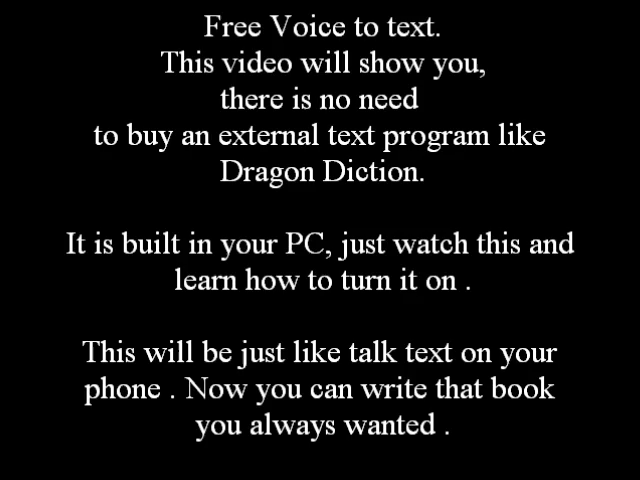 Free Voice to text.
This video will show you,
there is no need
to buy an external text program like
Dragon Diction.
It is built in your PC, just watch this and
learn how to turn it on .
This will be just like talk text on your
phone . Now you can write that book
you always wanted .